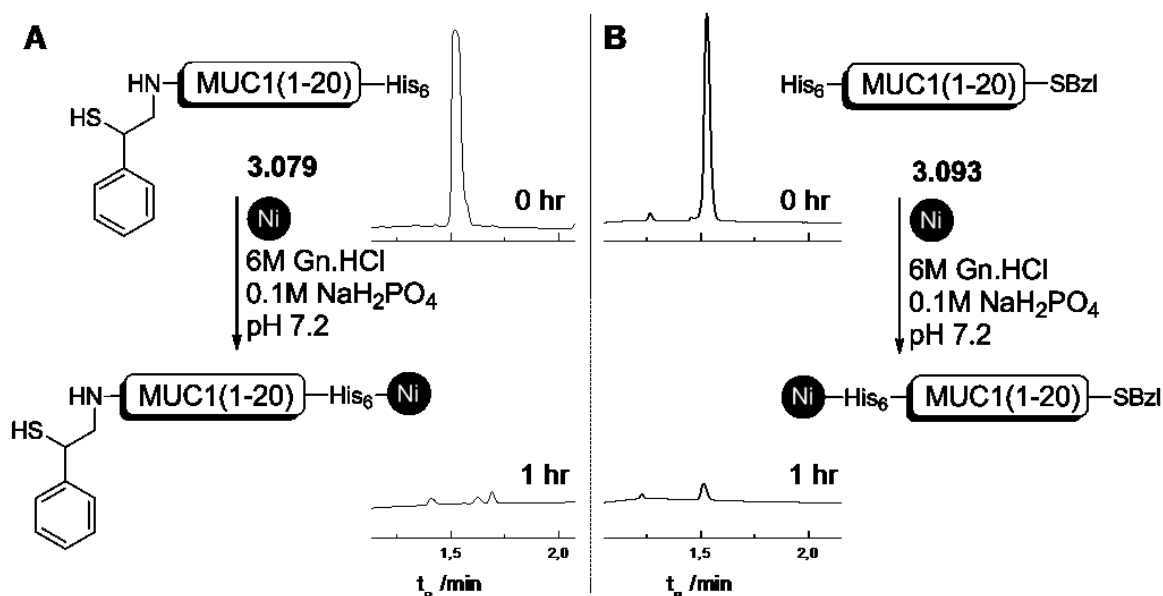 A
HN
MUC1(1-20)
His₆
HS
3.079
Ni
6M Gn.HCl
0.1M NaH₂PO₄
pH 7.2
0 hr
HN
MUC1(1-20)
His₆
Ni
HS
1 hr
1,5
2,0
tR /min
B
His₆
MUC1(1-20)
SBzl
3.093
Ni
6M Gn.HCl
0.1M NaH₂PO₄
pH 7.2
0 hr
Ni
His₆
MUC1(1-20)
SBzl
1 hr
1,5
2,0
tR /min